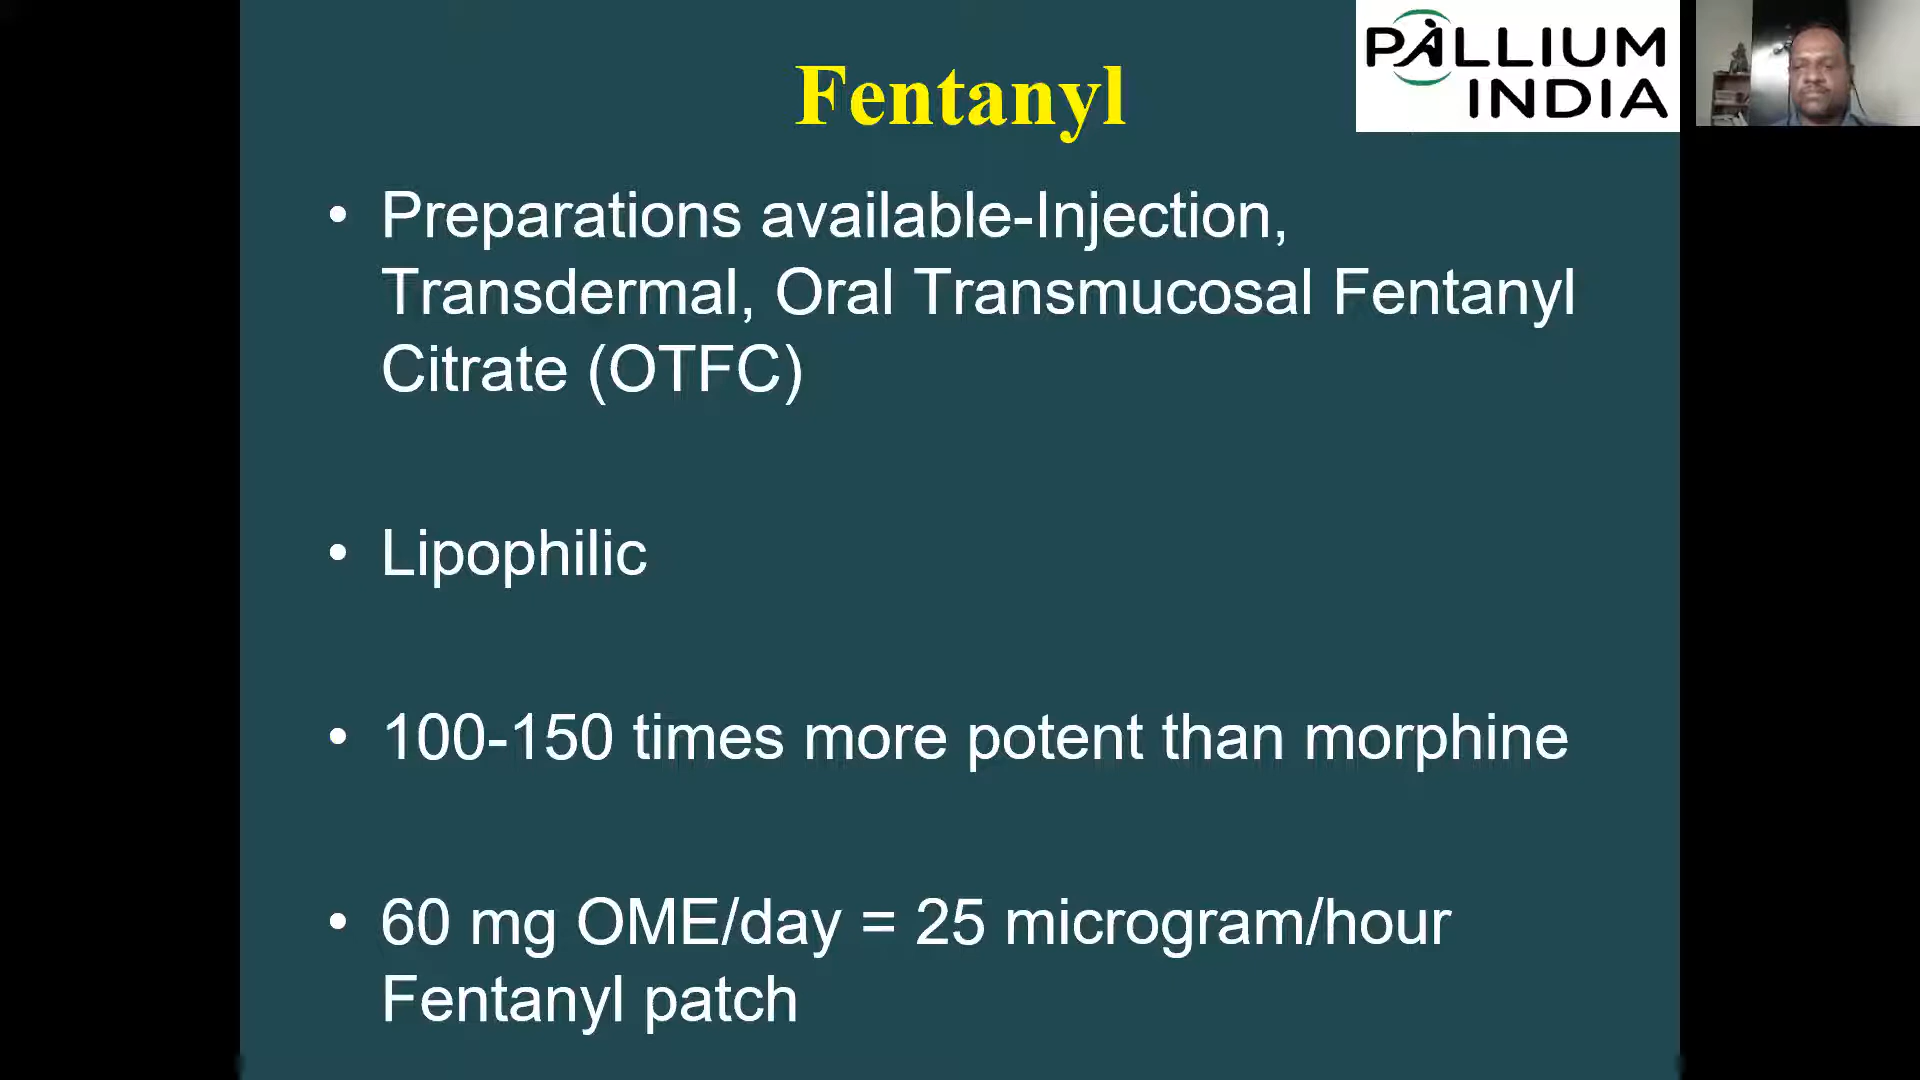 Fentanyl
PALLIUM
INDIA
• Preparations available-Injection,
Transdermal, Oral Transmucosal Fentanyl
Citrate (OTFC)
• Lipophilic
• 100-150 times more potent than morphine
• 60 mg OME/day = 25 microgram/hour
Fentanyl patch